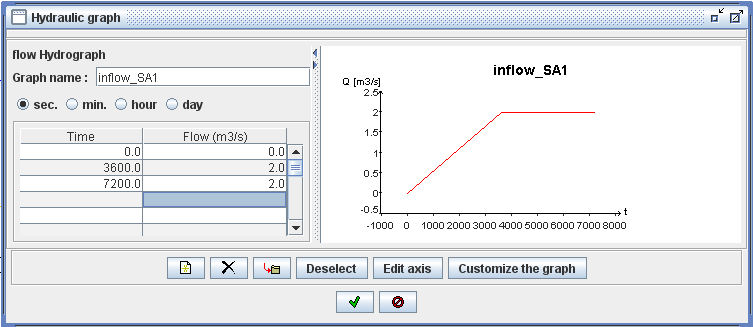 Hydraulic graph
flow Hydrograph
Graph name : inflow_SA1
sec. min. hour day
Time Flow (m3/s)
0.0 0.0
3600.0 2.0
7200.0 2.0
inflow_SA1
Q [m3/s]
2.5
2
1.5
1
0.5
0
-0.5
t
-1000 0 1000 2000 3000 4000 5000 6000 7000 8000
Deselect Edit axis Customize the graph